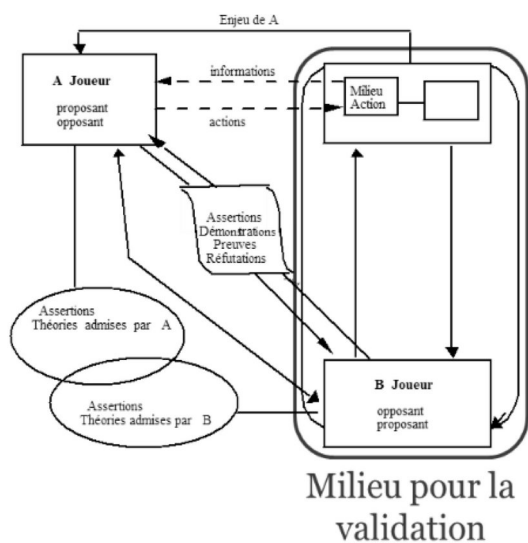 Enjeu de A
A Joueur
proposant
opposant
informations
actions
Milieu
Action
Assertions
Démonstrations
Preuves
Réfutations
Assertions
Théories admises par A
Assertions
Théories admises par B
B Joueur
opposant
proposant
Milieu pour la
validation